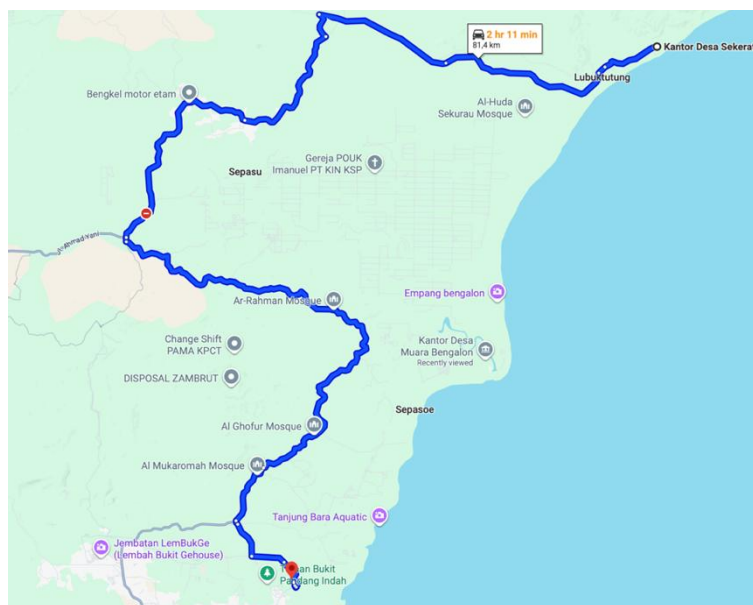 2 hr 11 min
81,4 km
Kantor Desa Sekerat
Lubuktutung
Bengkel motor etam
Al-Huda
Sekurau Mosque
Gereja POUK
Imanuel PT KIN KSP
Sepasu
Jl. Ahmad Yani
Ar-Rahman Mosque
Empang bengalon
Change Shift
PAMA KPCT
Kantor Desa
Muara Bengalon
Recently viewed
DISPOSAL ZAMBRUT
Sepasoe
Al Ghofur Mosque
Al Mukaromah Mosque
Tanjung Bara Aquatic
Jembatan LemBukGe
(Lembah Bukit Gehouse)
Bukit
Indah